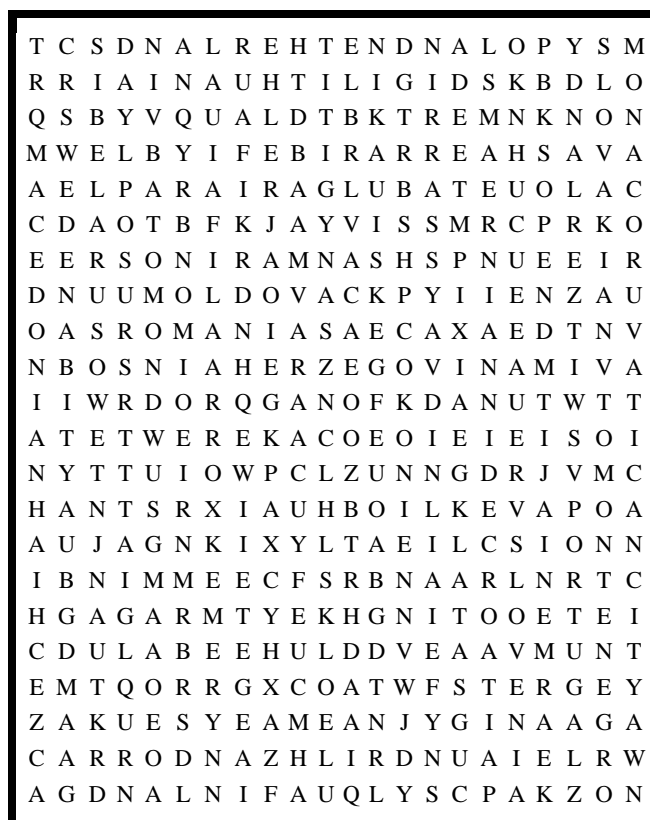 T C S D N A L R E H T E N D N A L O P Y S M
R R I A I N A U H T I L I G I D S K B D L O
Q S B Y V Q U A L D T B K T R E M N K N O N
M W E L B Y I F E B I R A R R E A H S A V A
A E L P A R A I R A G L U B A T E U O L A C
C D A O T B F K J A Y V I S S M R C P R K O
E E R S O N I R A M N A S H S P N U E E I R
D N U U M O L D O V A C K P Y I I E N Z A U
O A S R O M A N I A S A E C A X A E D T N V
N B O S N I A H E R Z E G O V I N A M I V A
I I W R D O R Q G A N O F K D A N U T W T T
A T E T W E R E K A C O E O I E I E I S O I
N Y T T U I O W P C L Z U N N G D R J V M C
H A N T S R X I A U H B O I L K E V A P O A
A U J A G N K I X Y L T A E I L C S I O N N
I B N I M M E E C F S R B N A A R L N R T C
H G A G A R M T Y E K H G N I T O O E T E I
C D U L A B E E H U L D D V E A A V M U N T
E M T Q O R R G X C O A T W F S T E R G E Y
Z A K U E S Y E A M E A N J Y G I N A A G A
C A R R O D N A Z H L I R D N U A I E L R W
A G D N A L N I F A U Q L Y S C P A K Z O N